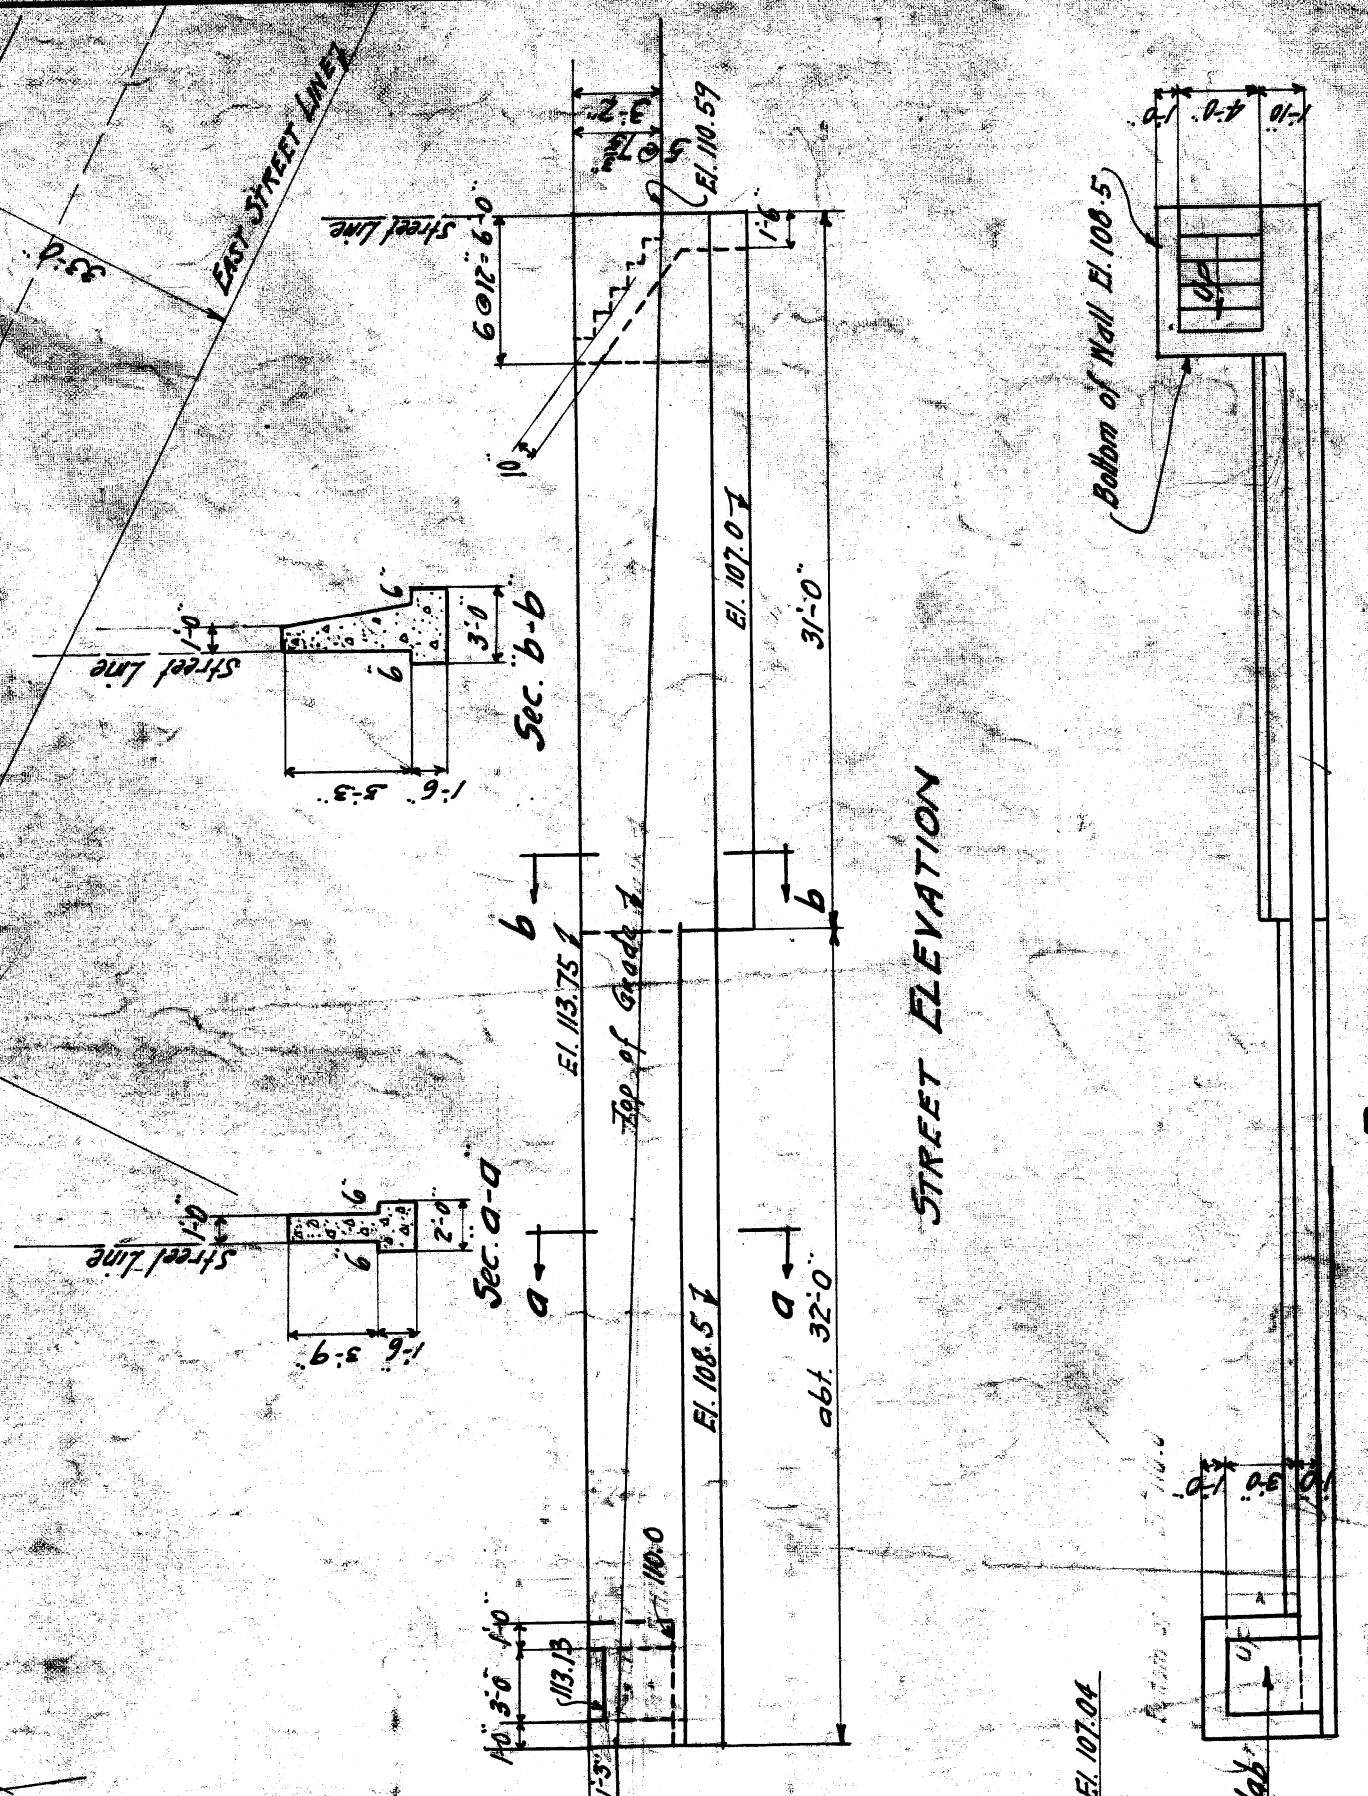 33'-0"
EAST STREET LINE
Street Line
1'-0"
6"
6"
3'-9"
1'-6"
2'-0"
Sec. "a-a"
Street Line
1'-0"
6"
6"
5'-3"
1'-6"
3'-0"
Sec. "b-b"
Street Line
6 @ 12" = 6'-0"
3'-2"
El. 110.59
1'-6"
10"
b
b
El. 113.75
Top of Grade
El. 107.0
31'-0"
a
a
El. 108.5
abt. 32'-0"
1'-0"
3'-0"
1'-0"
113.13
110.0
1'-3"
STREET ELEVATION
1'-0"
4'-0"
1'-10"
Bottom of Wall El. 108.5
UP
1'-0"
3'-0"
1'-0"
Up
El. 107.04